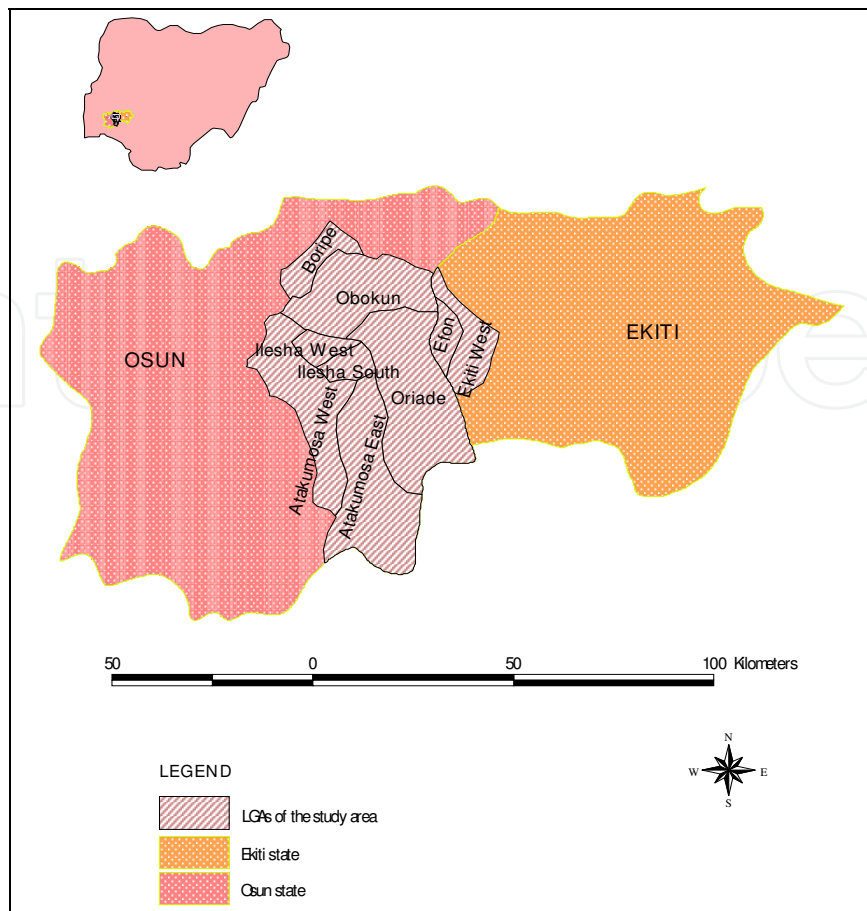 Boripe
Obokun
OSUN
EKITI
Ilesha West
Efon
Ekiti West
Ilesha South
Oriade
Atakumosa West
Atakumosa East
50 0 50 100 Kilometers
N
W E
S
LEGEND
LGAs of the study area
Ekiti state
Osun state